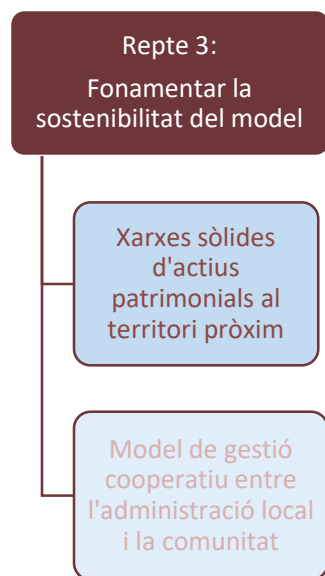 Repte 3:
Fonamentar la
sostenibilitat del model
Xarxes sòlides
d'actius
patrimonials al
territori pròxim
Model de gestió
cooperatiu entre
l'administració local
i la comunitat